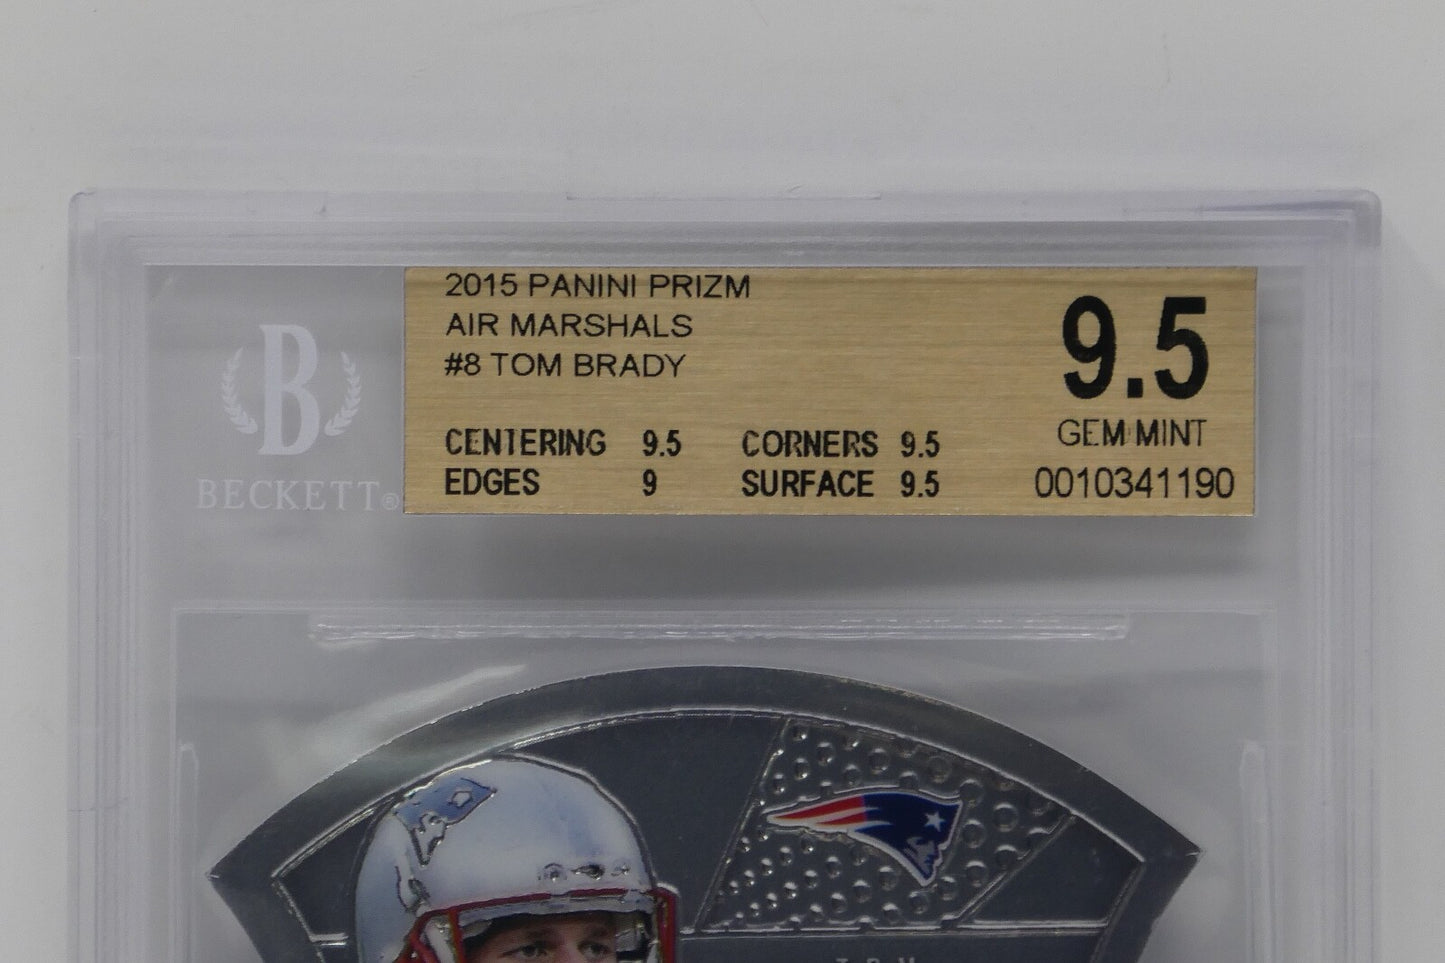 2015 PANINI PRIZM
AIR MARSHALS
#8 TOM BRADY
9.5
GEM MINT
CENTERING 9.5 CORNERS 9.5
EDGES 9 SURFACE 9.5
0010341190
B
BECKETT®
TOM